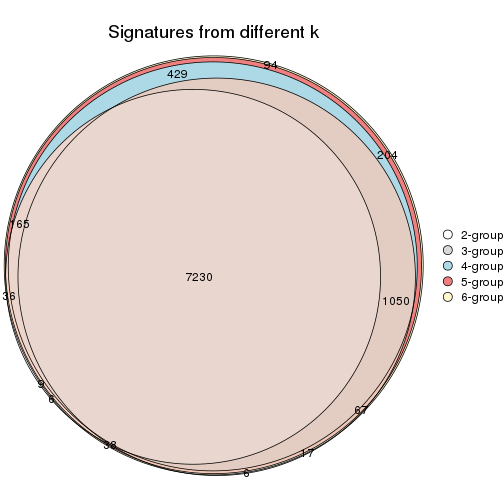 Signatures from different k
94
429
204
165
7230
1050
36
9
6
67
38
17
6
2-group
3-group
4-group
5-group
6-group